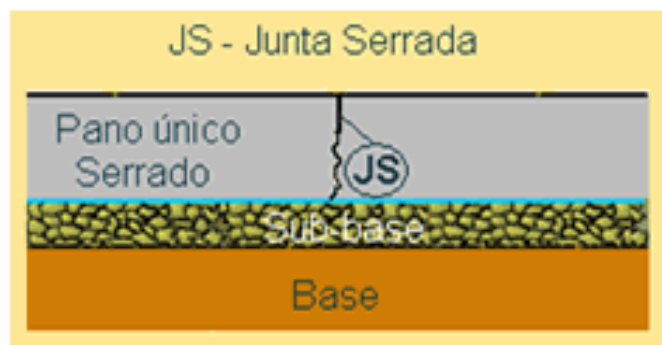 JS - Junta Serrada
Pano único
Serrado
JS
Sub-base
Base